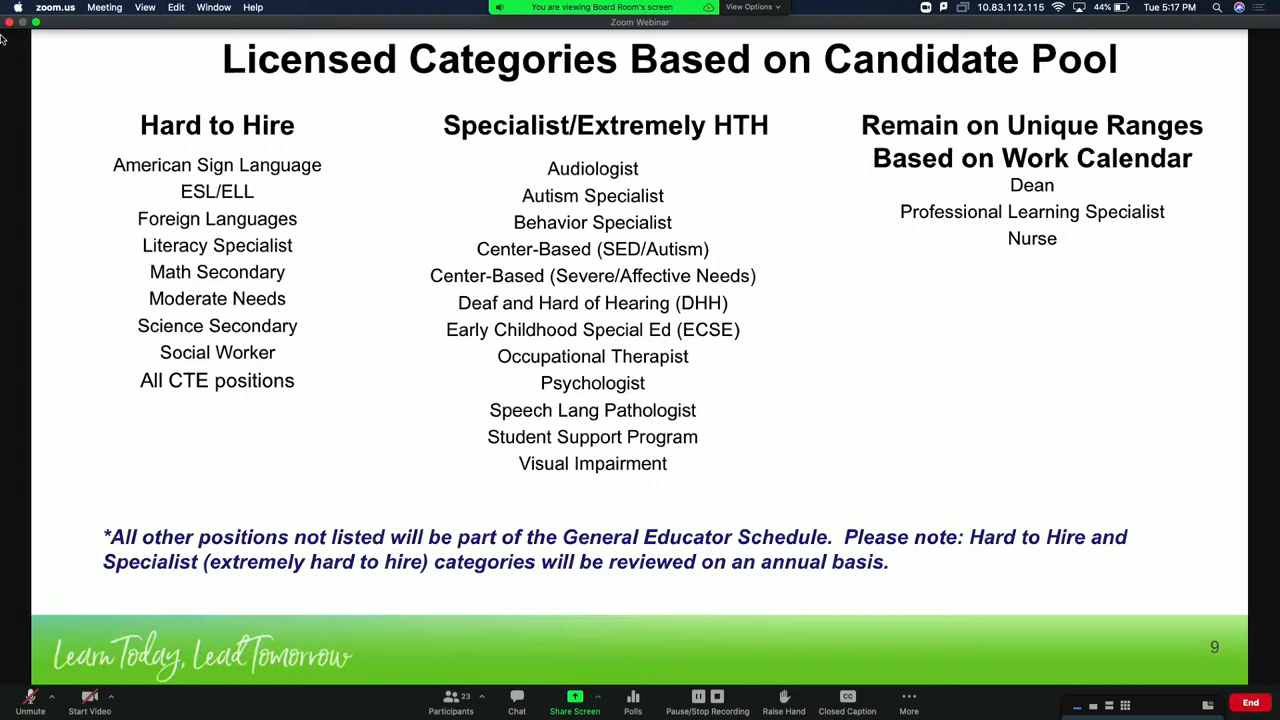 zoom.us Meeting View Edit Window Help
You are viewing Board Room's screen
View Options
10.83.112.115
44%
Tue 5:17 PM
Zoom Webinar
Licensed Categories Based on Candidate Pool
Hard to Hire
American Sign Language
ESL/ELL
Foreign Languages
Literacy Specialist
Math Secondary
Moderate Needs
Science Secondary
Social Worker
All CTE positions
Specialist/Extremely HTH
Audiologist
Autism Specialist
Behavior Specialist
Center-Based (SED/Autism)
Center-Based (Severe/Affective Needs)
Deaf and Hard of Hearing (DHH)
Early Childhood Special Ed (ECSE)
Occupational Therapist
Psychologist
Speech Lang Pathologist
Student Support Program
Visual Impairment
Remain on Unique Ranges
Based on Work Calendar
Dean
Professional Learning Specialist
Nurse
*All other positions not listed will be part of the General Educator Schedule. Please note: Hard to Hire and
Specialist (extremely hard to hire) categories will be reviewed on an annual basis.
Learn Today, Lead Tomorrow
9
Unmute
Start Video
Participants
23
Chat
Share Screen
Polls
Pause/Stop Recording
Raise Hand
CC
Closed Caption
More
End